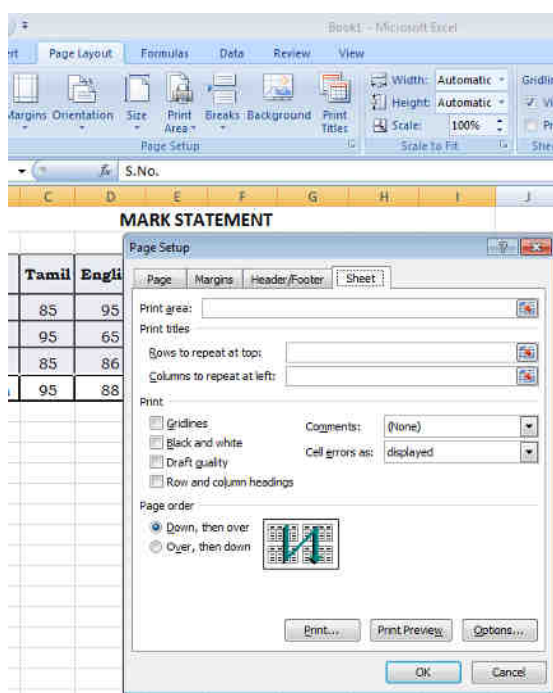 Book1 - Microsoft Excel
Page Layout Formulas Data Review View
Margins Orientation Size Print Area Breaks Background Print Titles
Width: Automatic
Height: Automatic
Scale: 100%
Page Setup Scale to Fit
S.No.
C D E F G H I J
MARK STATEMENT
Page Setup
Tamil
Page Margins Header/Footer Sheet
85 95
95 65
85 86
95 88
Print area:
Print titles
Rows to repeat at top:
Columns to repeat at left:
Print
Gridlines Comments: (None)
Black and white Cell errors as: displayed
Draft quality
Row and column headings
Page order
Down, then over
Over, then down
Print... Print Preview Options...
OK Cancel